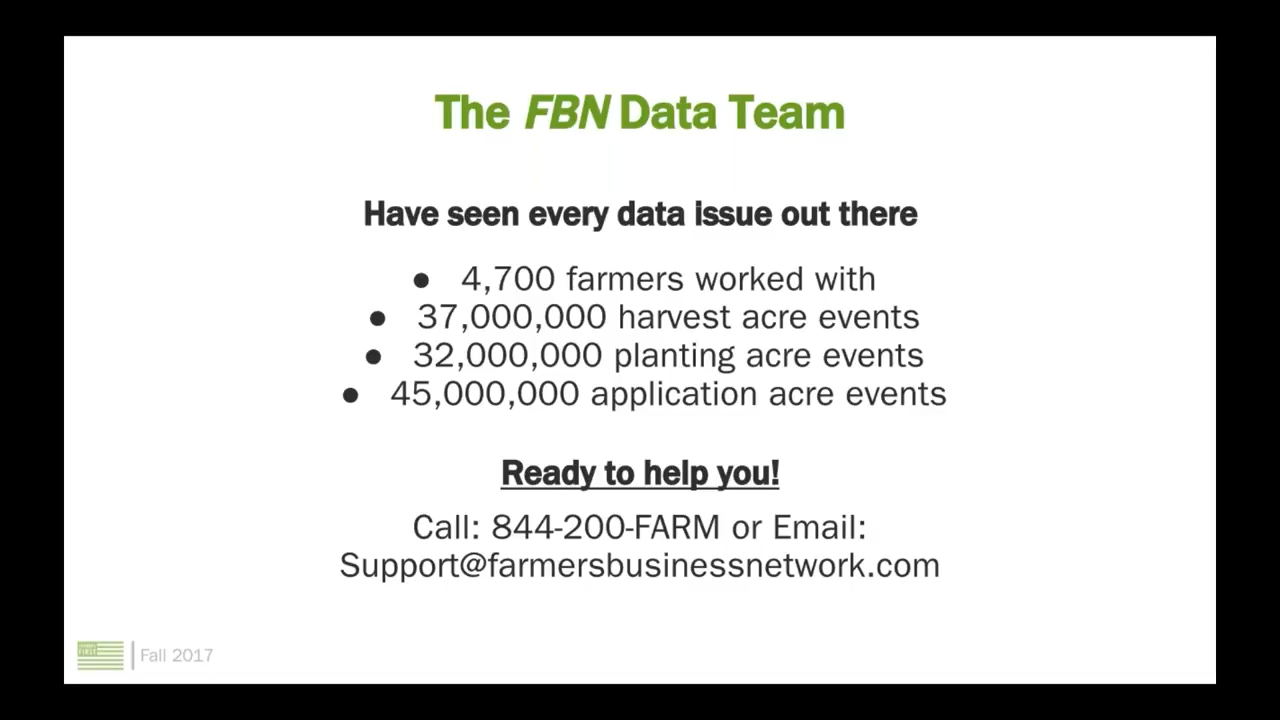 The FBN Data Team
Have seen every data issue out there
● 4,700 farmers worked with
● 37,000,000 harvest acre events
● 32,000,000 planting acre events
● 45,000,000 application acre events
Ready to help you!
Call: 844-200-FARM or Email:
Support@farmersbusinessnetwork.com
Fall 2017